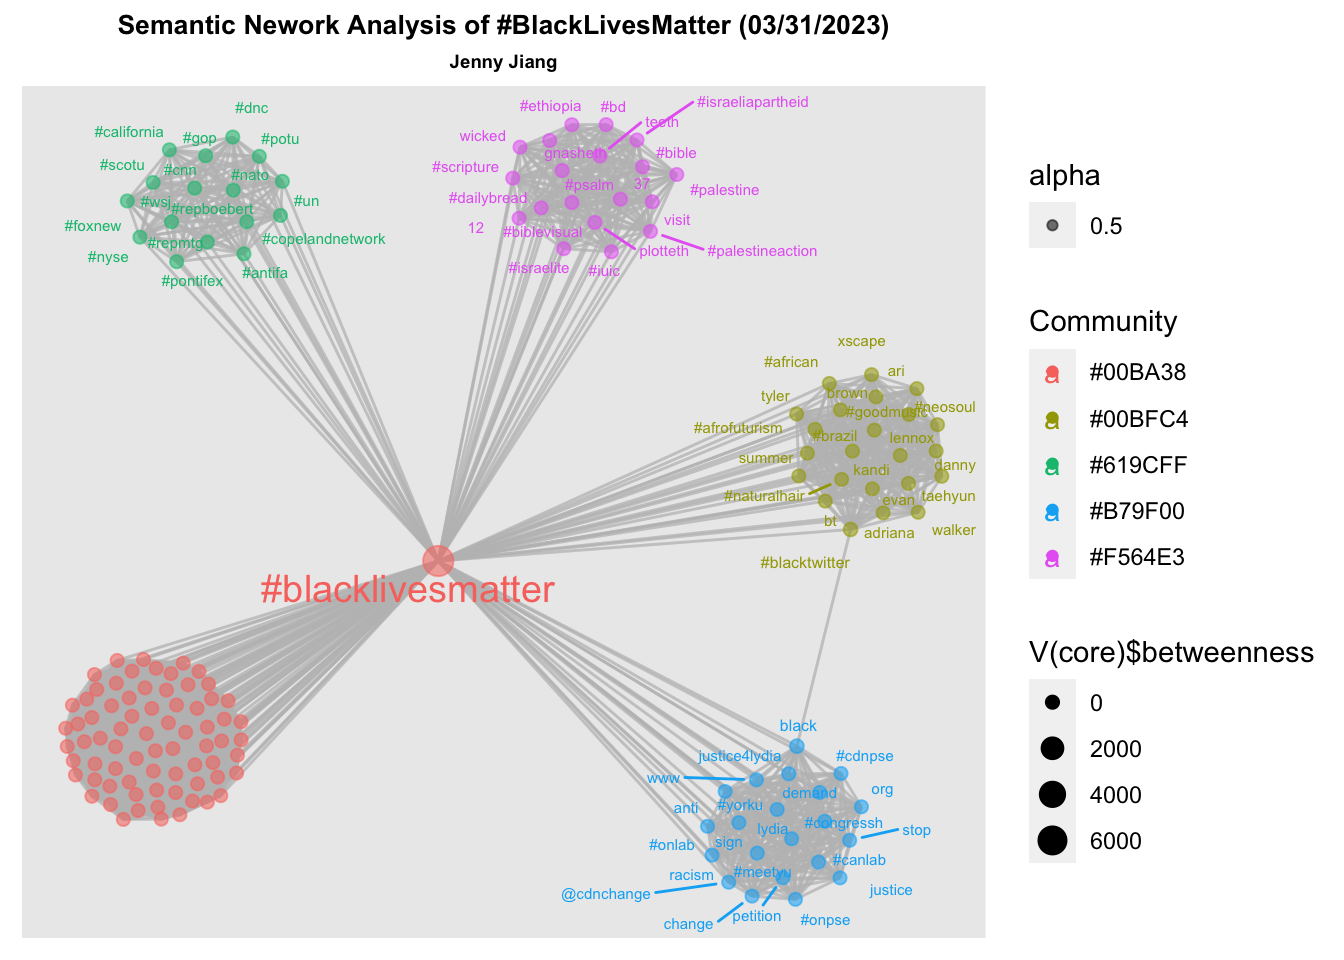 Semantic Nework Analysis of #BlackLivesMatter (03/31/2023)
Jenny Jiang
#dnc
#california
#gop
#potu
#scotu
#cnn
#nato
#wsj
#repboebert
#un
#foxnew
#repmtg
#copelandnetwork
#nyse
#antifa
#pontifex
#ethiopia
#bd
#israeliapartheid
wicked
teeth
gnasheth
#bible
#scripture
#psalm
37
#palestine
#dailybread
visit
12
#biblevisual
plotteth
#palestineaction
#israelite
#iuic
xscape
#african
ari
tyler
brown
#goodmusic
#neosoul
#afrofuturism
#brazil
lennox
summer
kandi
danny
#naturalhair
evan
taehyun
bt
adriana
walker
#blacktwitter
#blacklivesmatter
black
justice4lydia
#cdnpse
www
demand
org
anti
#yorku
lydia
#congressh
stop
#onlab
sign
racism
#meetyu
#canlab
@cdnchange
justice
change
petition
#onpse
alpha
0.5
Community
a #00BA38
a #00BFC4
a #619CFF
a #B79F00
a #F564E3
V(core)$betweenness
0
2000
4000
6000